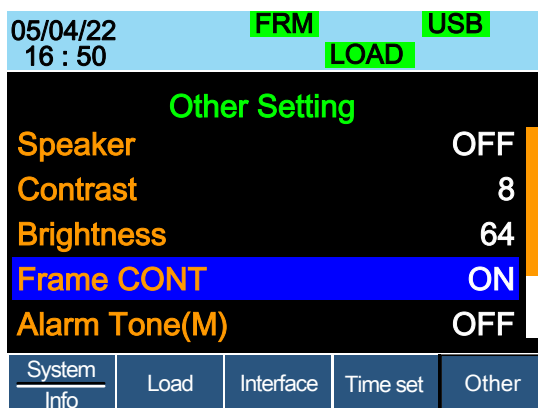 05/04/22 FRM USB
16 : 50 LOAD
Other Setting
Speaker OFF
Contrast 8
Brightness 64
Frame CONT ON
Alarm Tone(M) OFF
System Info Load Interface Time set Other